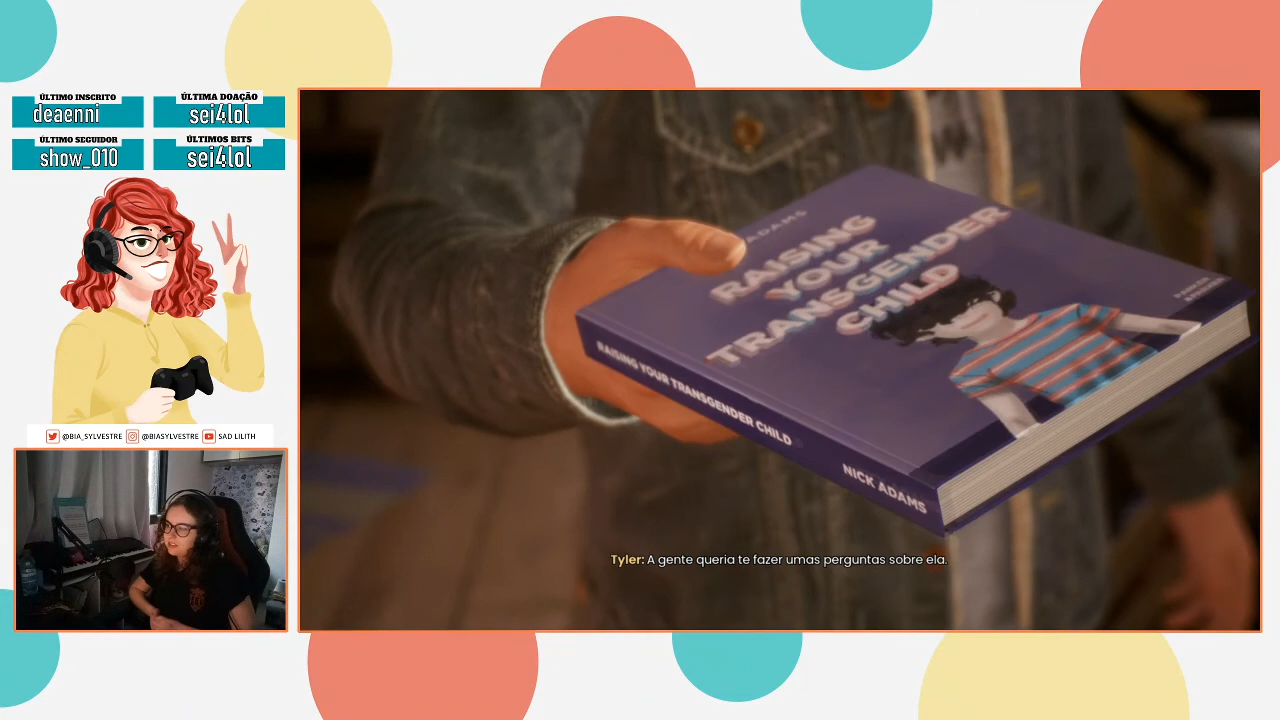 ÚLTIMO INSCRITO
deaenni
ÚLTIMA DOAÇÃO
sei4lol
ÚLTIMO SEGUIDOR
show_010
ÚLTIMOS BITS
sei4lol
@BIA_SYLVESTRE @BIASYLVESTRE SAD LILITH
ADAMS
RAISING
YOUR
TRANSGENDER
CHILD
RAISING YOUR TRANSGENDER CHILD
NICK ADAMS
Tyler: A gente queria te fazer umas perguntas sobre ela.